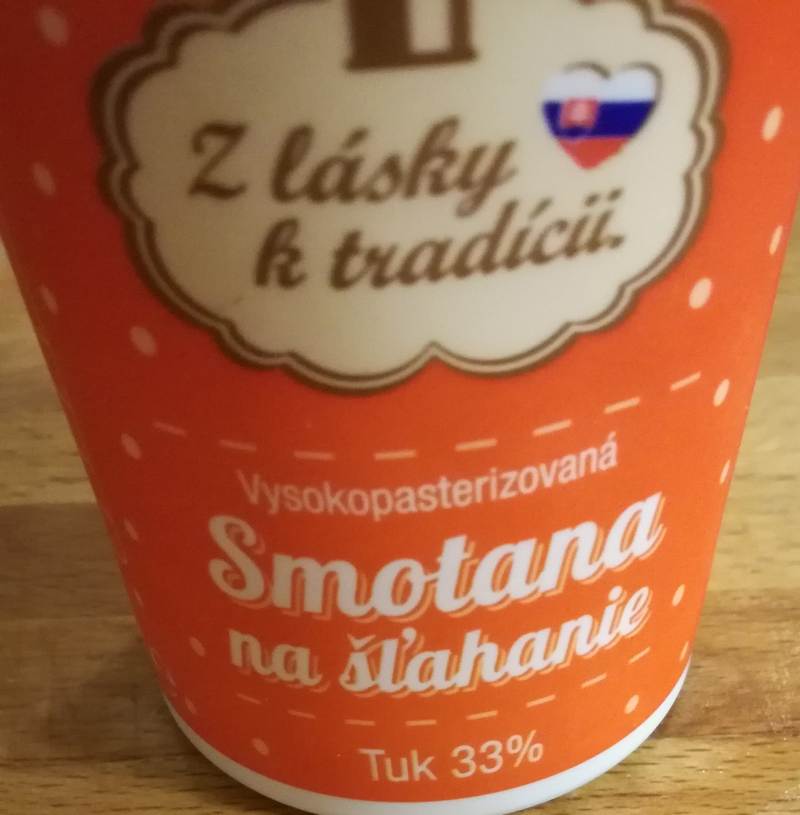 Z lásky
k tradícii.
Vysokopasterizovaná
Smotana
na šľahanie
Tuk 33%